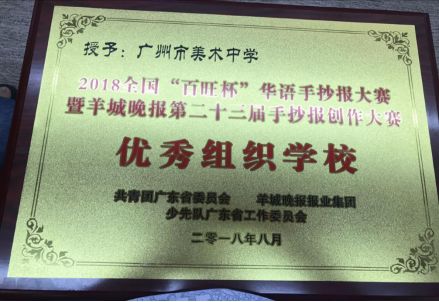 授予：广州市美术中学
2018全国“百旺杯”华语手抄报大赛
暨羊城晚报第二十三届手抄报创作大赛
优秀组织学校
共青团广东省委员会 羊城晚报报业集团
少先队广东省工作委员会
二〇一八年八月